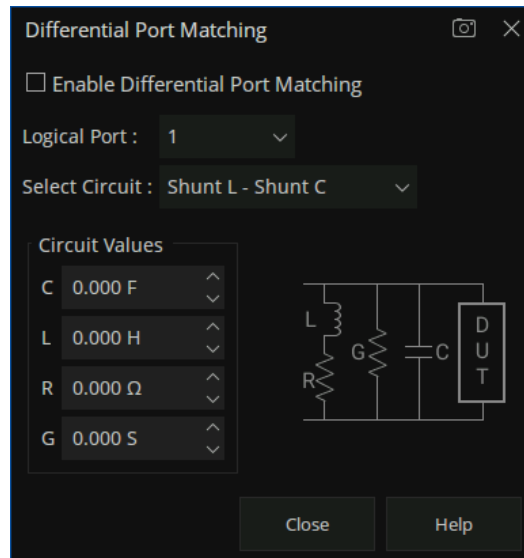 Differential Port Matching
Enable Differential Port Matching
Logical Port : 1
Select Circuit : Shunt L - Shunt C
Circuit Values
C 0.000 F
L 0.000 H
R 0.000 Ω
G 0.000 S
L
G
R
C
D
U
T
Close Help